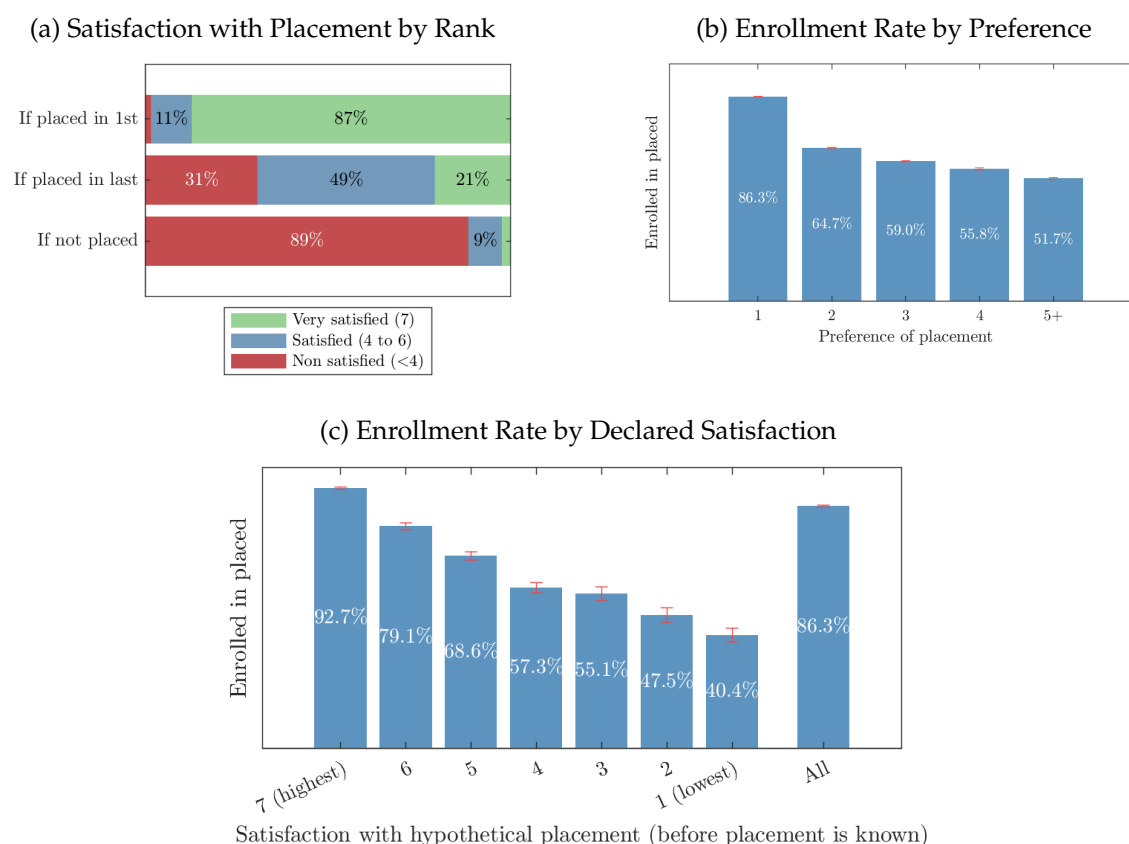 (a) Satisfaction with Placement by Rank
If placed in 1st
11%
87%
If placed in last
31%
49%
21%
If not placed
89%
9%
Very satisfied (7)
Satisfied (4 to 6)
Non satisfied (<4)
(b) Enrollment Rate by Preference
Enrolled in placed
86.3%
64.7%
59.0%
55.8%
51.7%
1
2
3
4
5+
Preference of placement
(c) Enrollment Rate by Declared Satisfaction
Enrolled in placed
92.7%
79.1%
68.6%
57.3%
55.1%
47.5%
40.4%
86.3%
7 (highest)
6
5
4
3
2
1 (lowest)
All
Satisfaction with hypothetical placement (before placement is known)